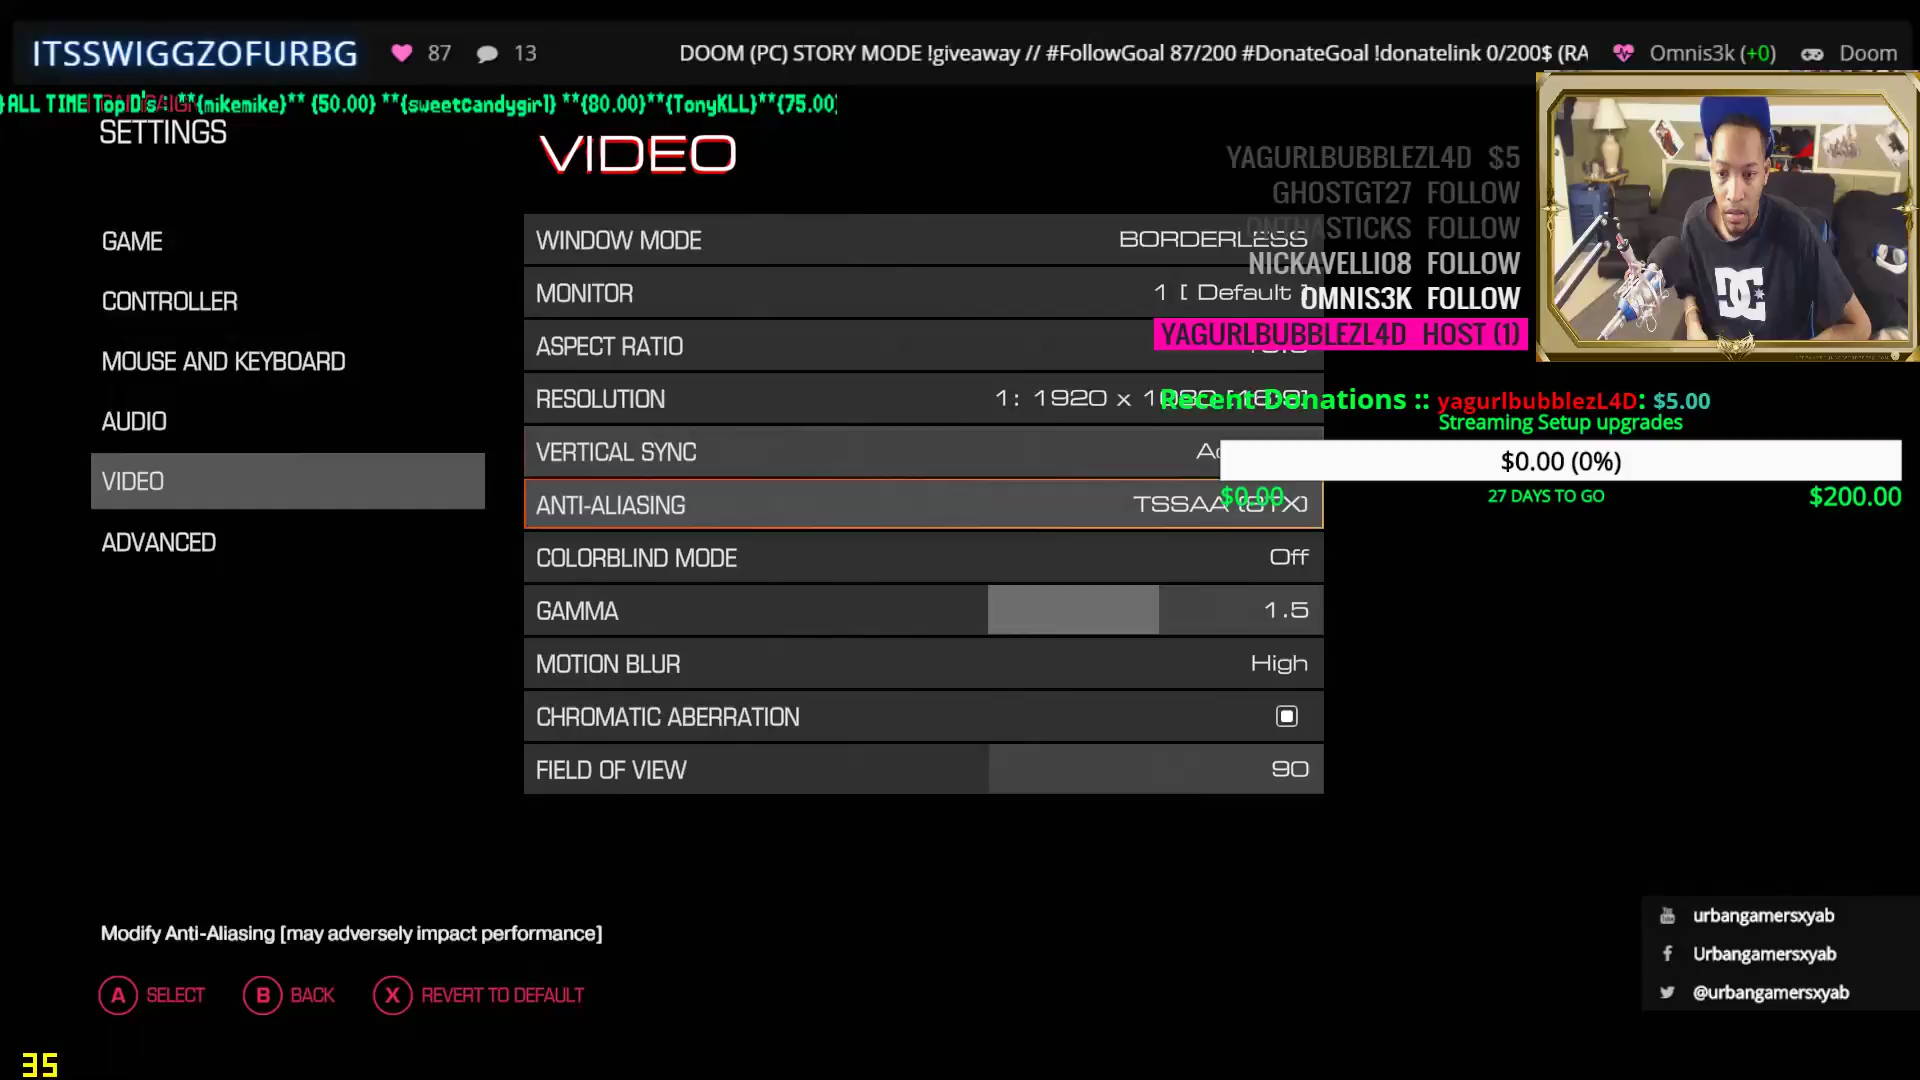 ITSSWIGGZOFURBG 87 13 DOOM (PC) STORY MODE !giveaway // #FollowGoal 87/200 #DonateGoal !donatelink 0/200$ (RA Omnis3k (+0) Doom
}ALL TIME Top D's : **{mikemike}** {50.00} **{sweetcandygirl} **{80.00}**{TonyKLL}**{75.00}
SETTINGS
VIDEO
GAME
CONTROLLER
MOUSE AND KEYBOARD
AUDIO
VIDEO
ADVANCED
WINDOW MODE BORDERLESS
MONITOR 1 [ Default ]
ASPECT RATIO
RESOLUTION 1: 1920 x
VERTICAL SYNC
ANTI-ALIASING TSSAA
COLORBLIND MODE Off
GAMMA 1.5
MOTION BLUR High
CHROMATIC ABERRATION
FIELD OF VIEW 90
YAGURLBUBBLEZL4D $5
GHOSTGT27 FOLLOW
FOLLOW
NICKAVELLI08 FOLLOW
OMNIS3K FOLLOW
YAGURLBUBBLEZL4D HOST (1)
Recent Donations :: yagurlbubblezL4D: $5.00
Streaming Setup upgrades
$0.00 (0%)
$0.00 27 DAYS TO GO $200.00
Modify Anti-Aliasing [may adversely impact performance]
A SELECT B BACK X REVERT TO DEFAULT
urbangamersxyab
Urbangamersxyab
@urbangamersxyab
35